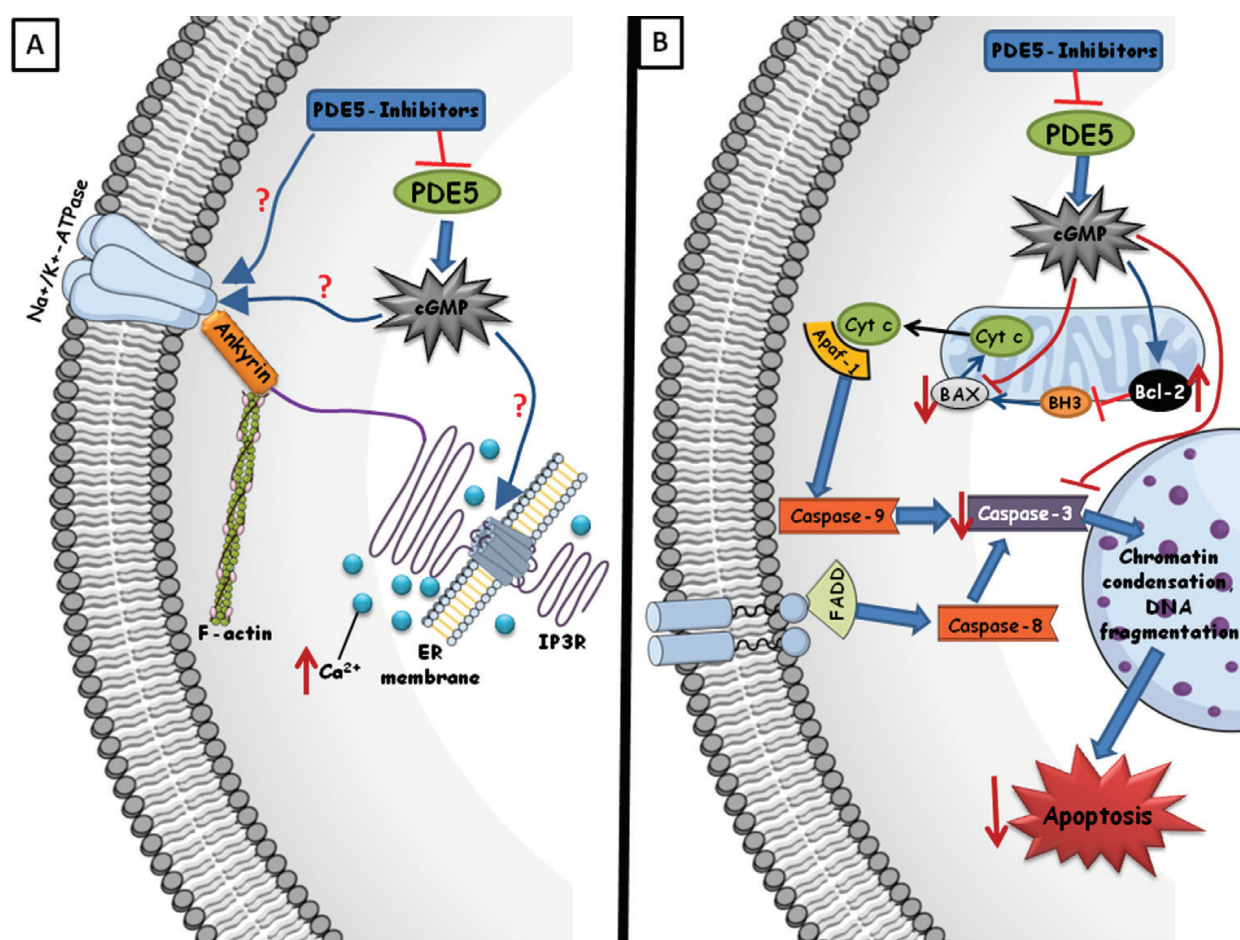 A
PDE5-Inhibitors
?
PDE5
Na+/K+-ATPase
?
cGMP
Ankyrin
?
F-actin
Ca²⁺
ER
membrane
IP3R
B
PDE5-Inhibitors
PDE5
cGMP
Cyt c
Cyt c
Apaf-1
BAX
BH3
Bcl-2
Caspase-9
Caspase-3
Chromatin
condensation,
DNA
fragmentation
FADD
Caspase-8
Apoptosis